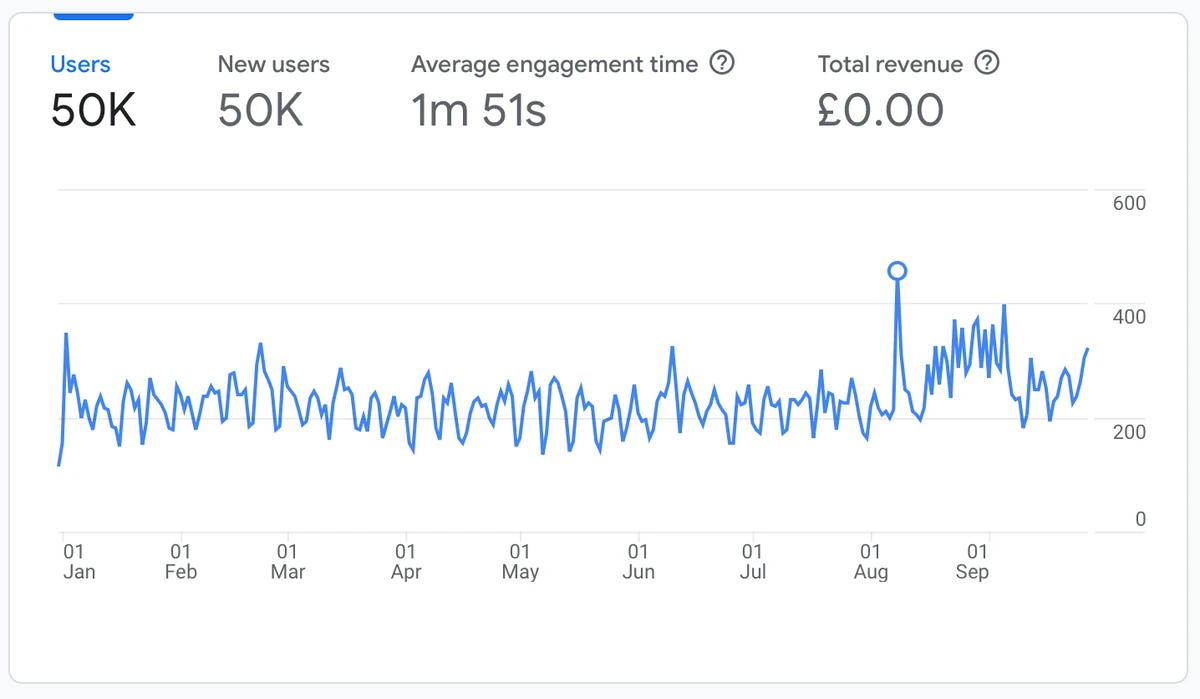 Users New users Average engagement time ? Total revenue ?
50K 50K 1m 51s £0.00
600
400
200
0
01 01 01 01 01 01 01 01 01
Jan Feb Mar Apr May Jun Jul Aug Sep